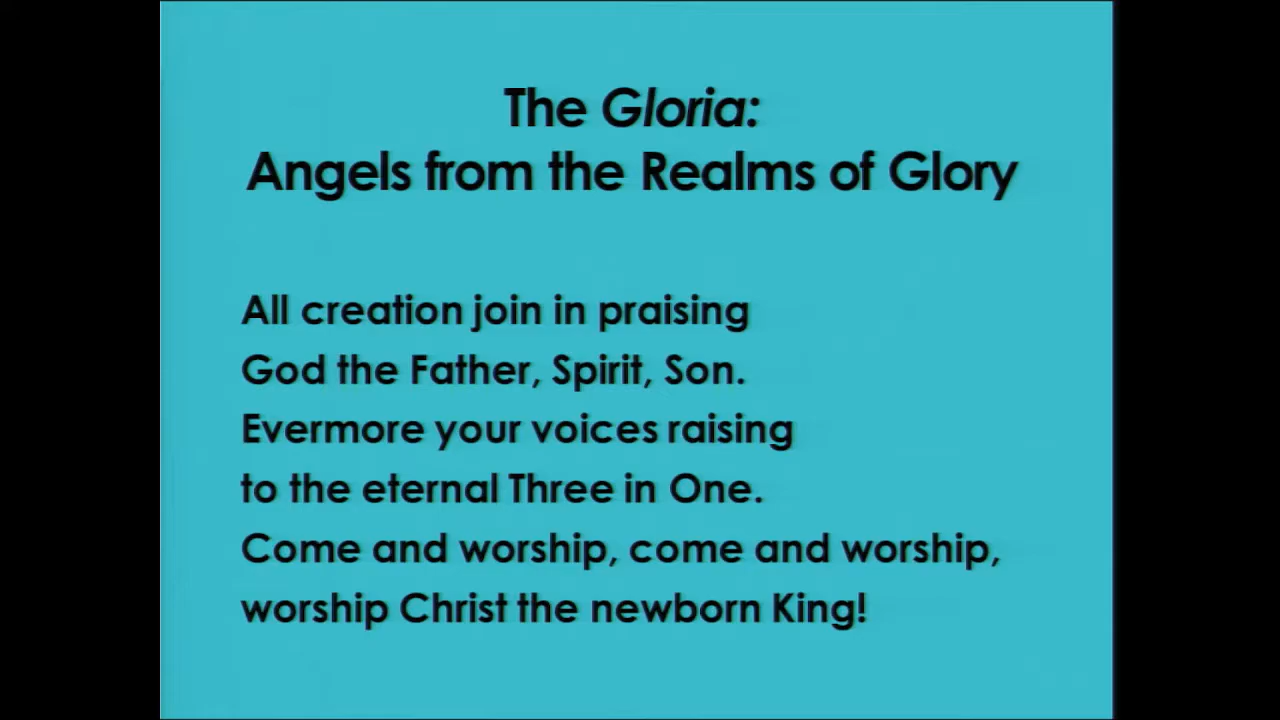 The Gloria:
Angels from the Realms of Glory
All creation join in praising
God the Father, Spirit, Son.
Evermore your voices raising
to the eternal Three in One.
Come and worship, come and worship,
worship Christ the newborn King!